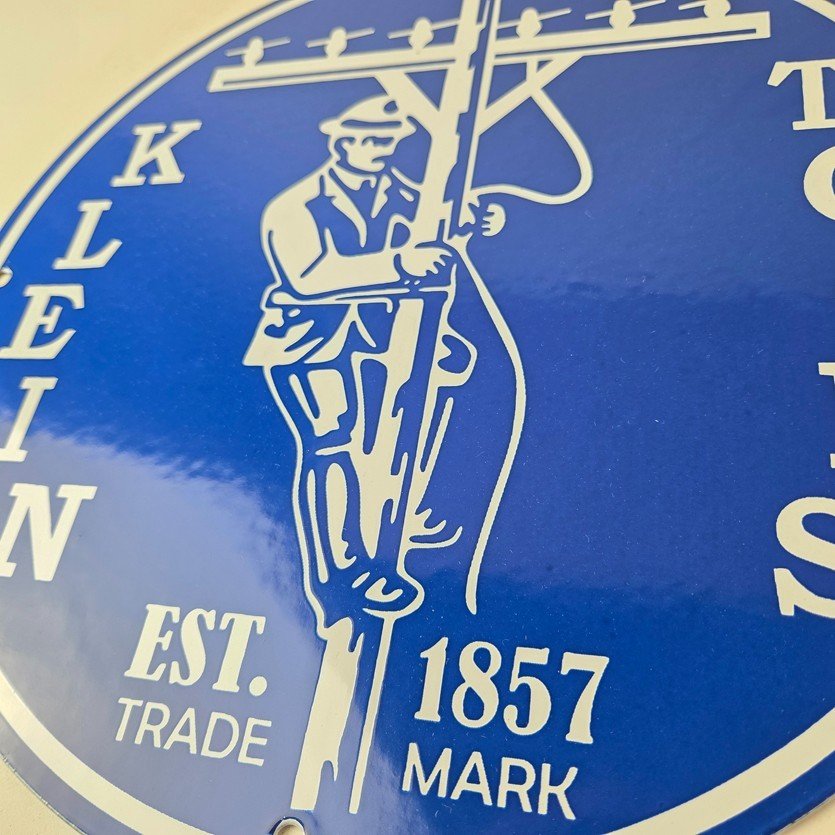 KLEIN
EST. 1857
TRADE MARK